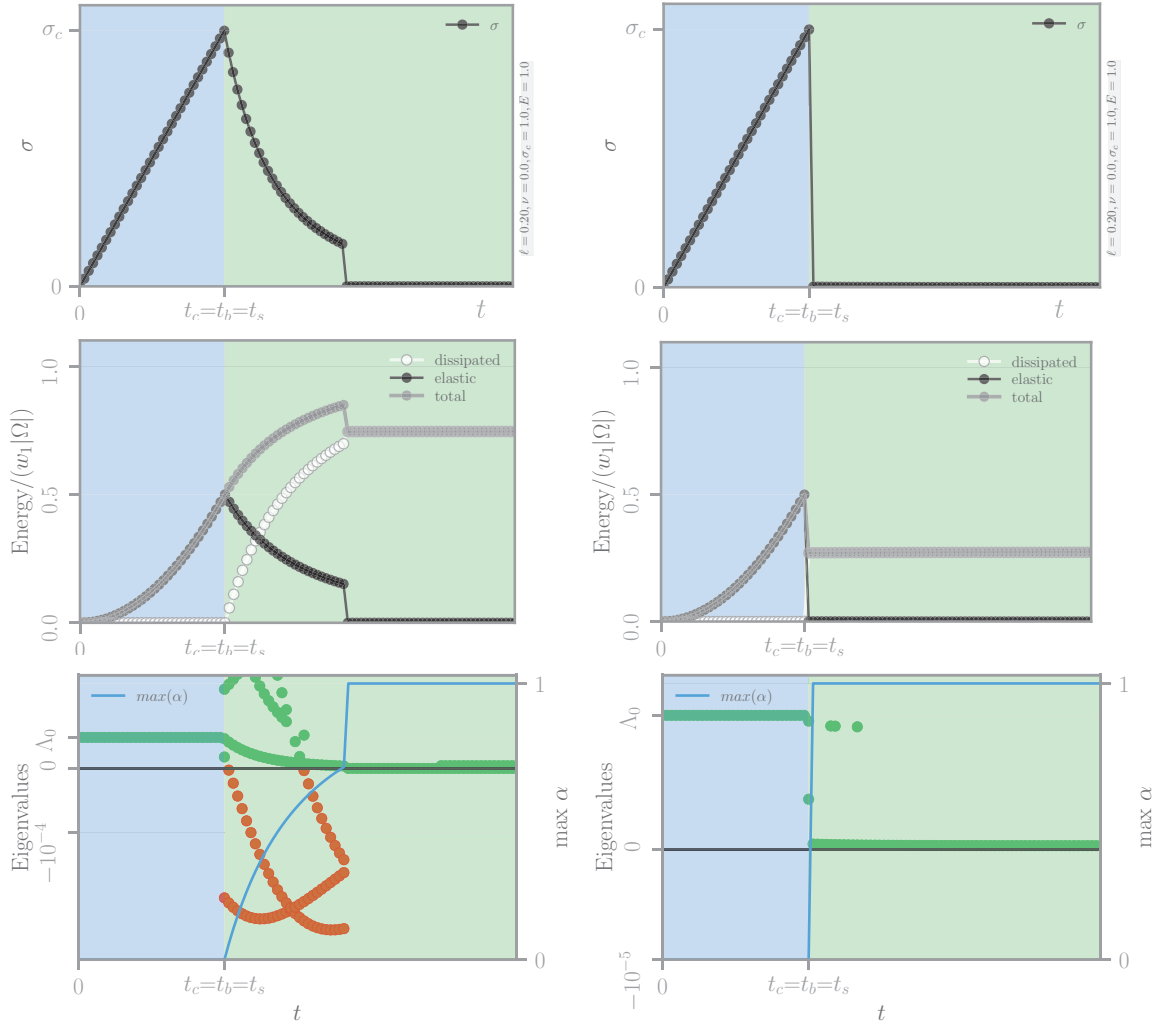 σ_c
σ
σ
0
0
t_c=t_b=t_s
t
ℓ = 0.20, ν = 0.0, σ_c = 1.0, E = 1.0
σ_c
σ
σ
0
0
t_c=t_b=t_s
t
ℓ = 0.20, ν = 0.0, σ_c = 1.0, E = 1.0
1.0
0.5
0.0
Energy/(w_1|Ω|)
dissipated
elastic
total
0
t_c=t_b=t_s
1.0
0.5
0.0
Energy/(w_1|Ω|)
dissipated
elastic
total
0
t_c=t_b=t_s
max(α)
Λ_0
0
−10^{−4}
Eigenvalues
1
0
max α
0
t_c=t_b=t_s
t
max(α)
Λ_0
0
−10^{−5}
Eigenvalues
1
0
max α
0
t_c=t_b=t_s
t